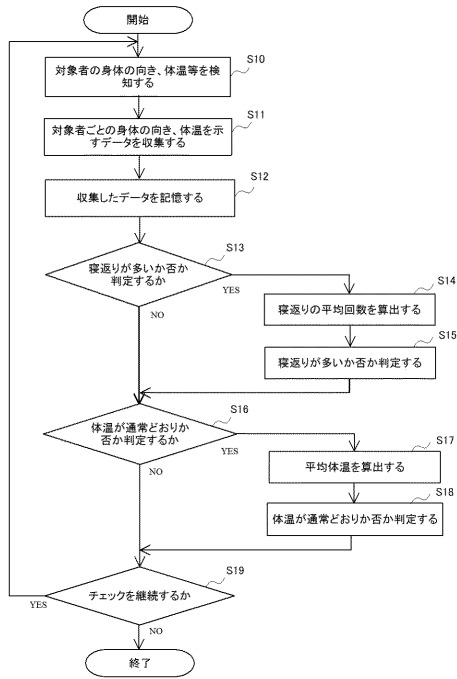 開始
S10
対象者の身体の向き、体温等を検
知する
S11
対象者ごとの身体の向き、体温を示
すデータを収集する
S12
収集したデータを記憶する
S13
寝返りが多いか否か
判定するか
YES
NO
S14
寝返りの平均回数を算出する
S15
寝返りが多いか否か判定する
S16
体温が通常どおりか
否か判定するか
YES
NO
S17
平均体温を算出する
S18
体温が通常どおりか否か判定する
S19
チェックを継続するか
YES
NO
終了